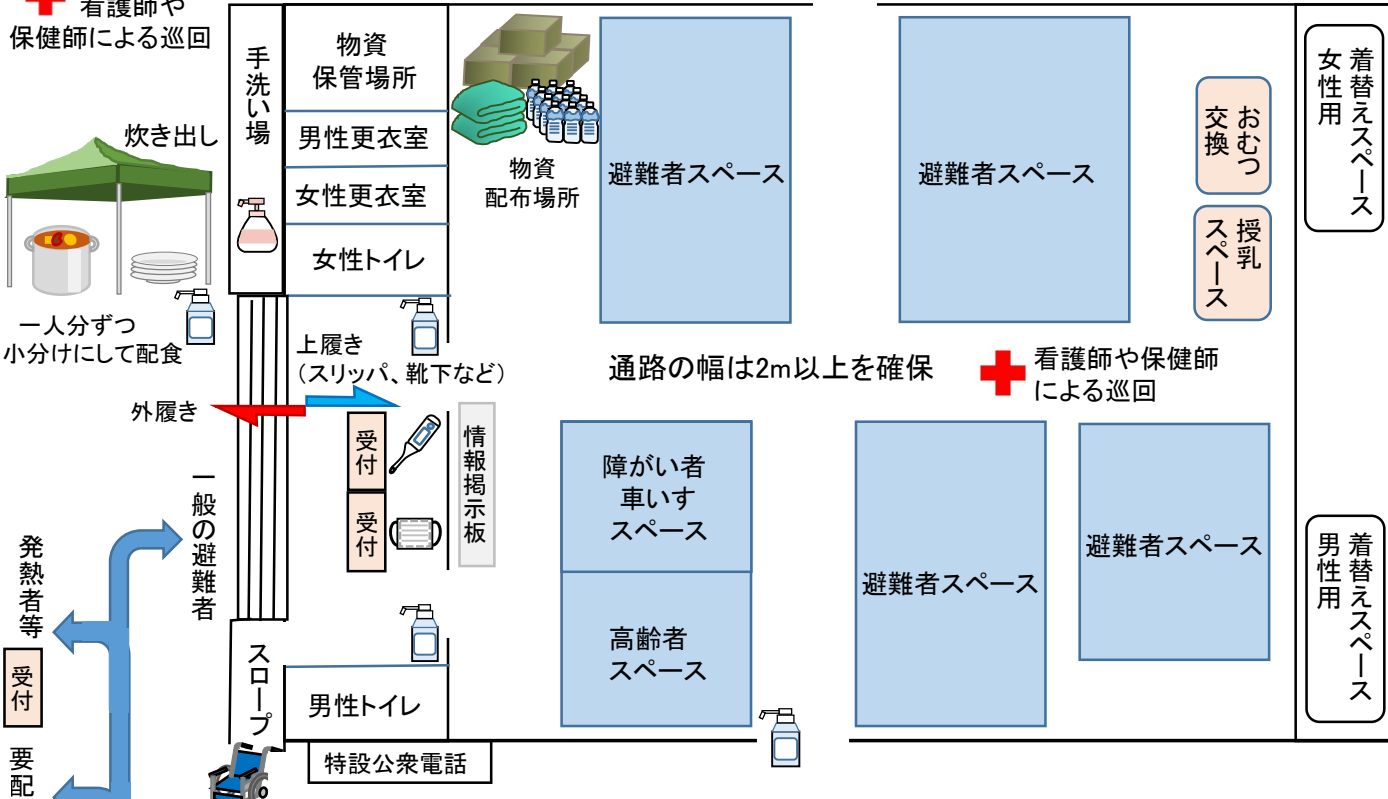 看護師や
保健師による巡回
炊き出し
一人分ずつ
小分けにして配食
手洗い場
物資
保管場所
男性更衣室
女性更衣室
女性トイレ
物資
配布場所
避難者スペース
避難者スペース
おむつ
交換
授乳
スペース
着替えスペース
女性用
上履き
（スリッパ、靴下など）
外履き
通路の幅は2m以上を確保
看護師や保健師
による巡回
受付
受付
情報掲示板
障がい者
車いす
スペース
高齢者
スペース
避難者スペース
避難者スペース
着替えスペース
男性用
一般の避難者
発熱者等
受付
要配
スロープ
男性トイレ
特設公衆電話